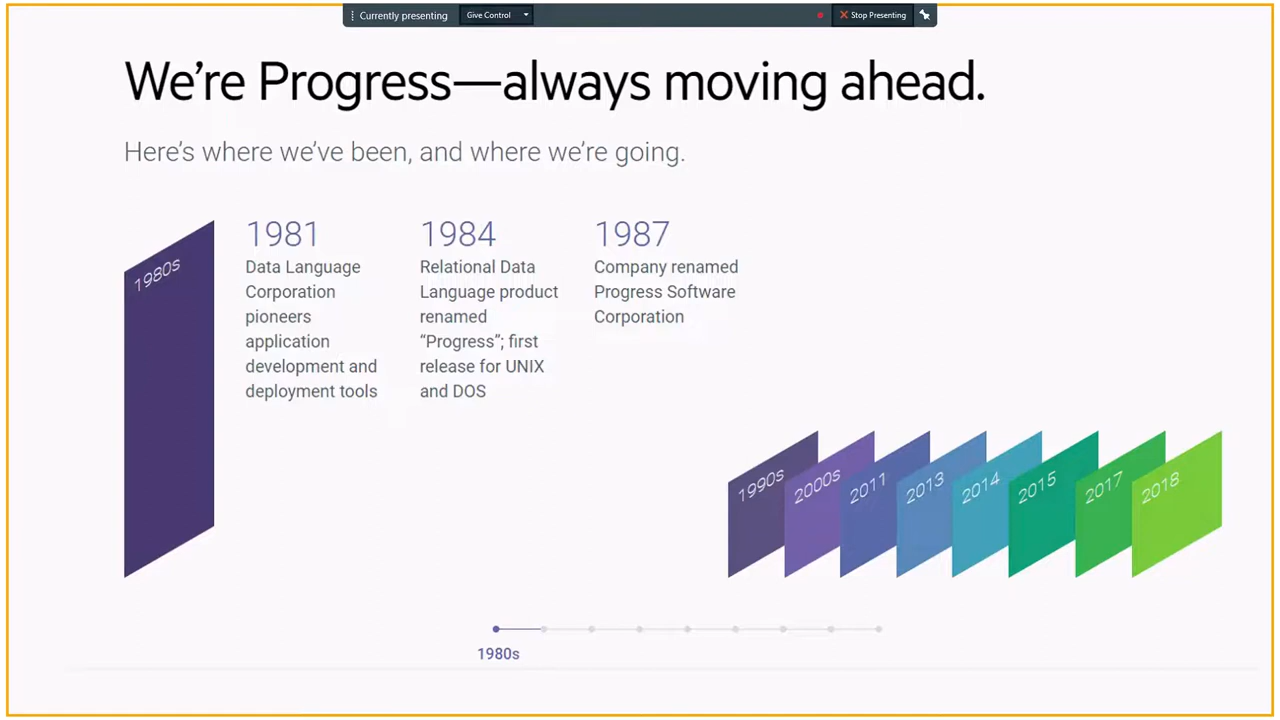 Currently presenting
Give Control
Stop Presenting
We're Progress—always moving ahead.
Here's where we've been, and where we're going.
1980s
1981
Data Language
Corporation
pioneers
application
development and
deployment tools
1984
Relational Data
Language product
renamed
“Progress”; first
release for UNIX
and DOS
1987
Company renamed
Progress Software
Corporation
1990s
2000s
2011
2013
2014
2015
2017
2018
1980s